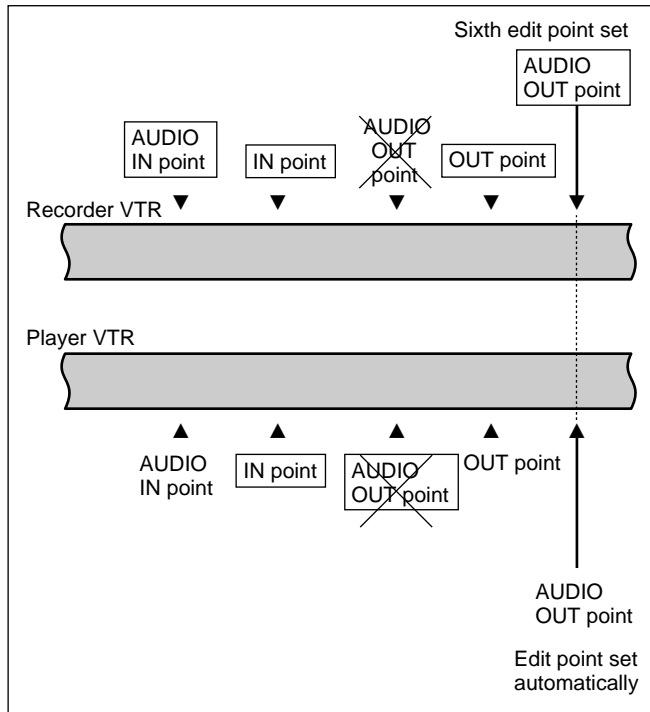 Sixth edit point set
AUDIO
OUT point
AUDIO
IN point
IN point
AUDIO
OUT
point
OUT point
Recorder VTR
Player VTR
AUDIO
IN point
IN point
AUDIO
OUT point
OUT point
AUDIO
OUT point
Edit point set
automatically